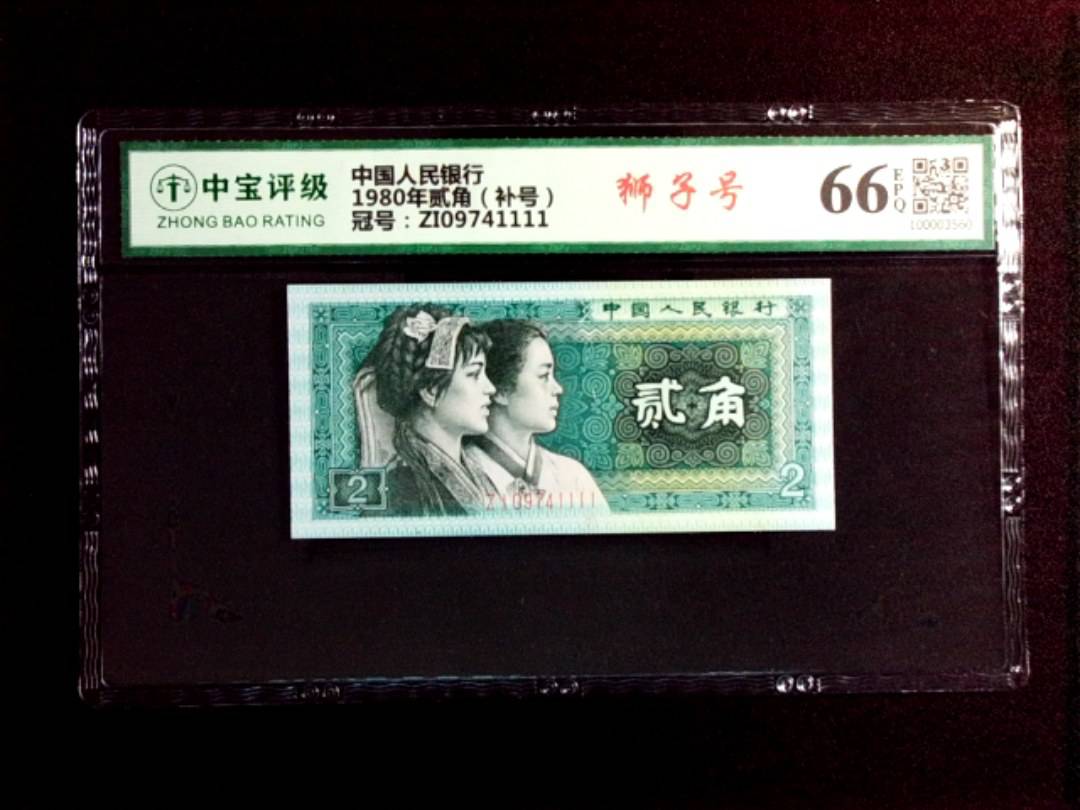 中宝评级
ZHONG BAO RATING
中国人民银行
1980年贰角（补号）
冠号：ZI09741111
狮子号
66
EPQ
100003560
中国人民银行
贰角
2
2
ZI09741111